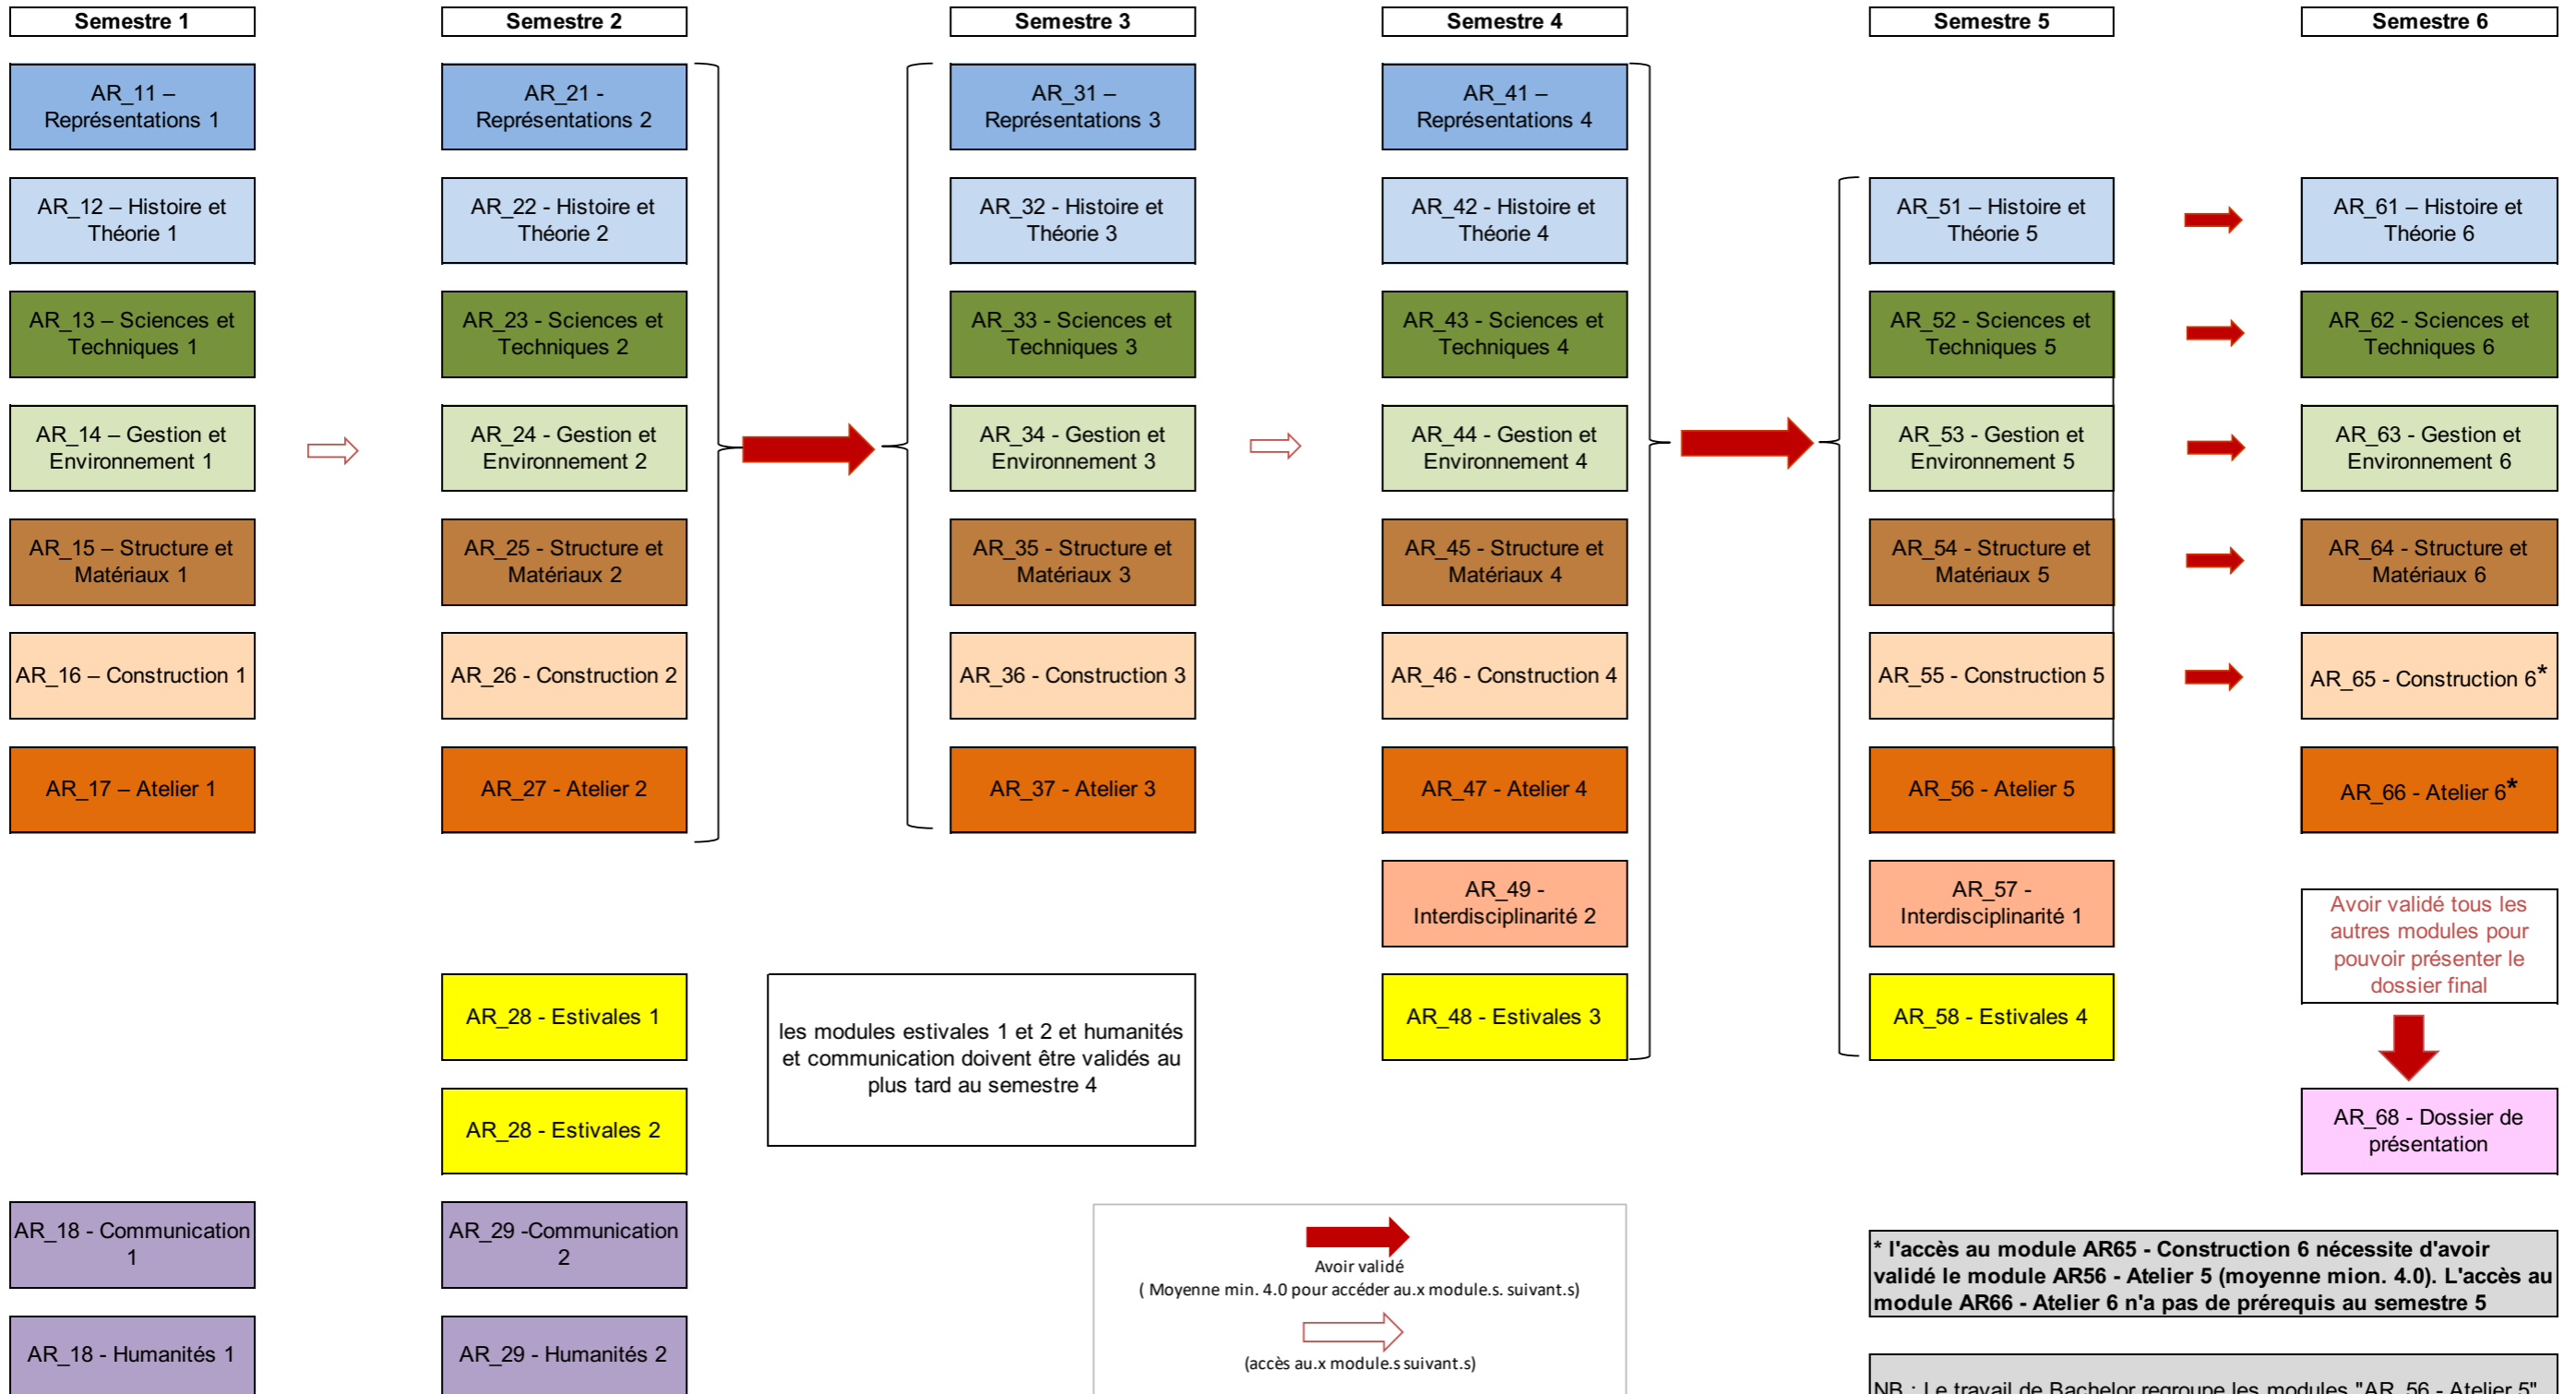 Semestre 1
Semestre 2
Semestre 3
Semestre 4
Semestre 5
Semestre 6
AR_11 –
Représentations 1
AR_21 -
Représentations 2
AR_31 –
Représentations 3
AR_41 –
Représentations 4
AR_12 – Histoire et
Théorie 1
AR_22 - Histoire et
Théorie 2
AR_32 - Histoire et
Théorie 3
AR_42 - Histoire et
Théorie 4
AR_51 – Histoire et
Théorie 5
AR_61 – Histoire et
Théorie 6
AR_13 – Sciences et
Techniques 1
AR_23 - Sciences et
Techniques 2
AR_33 - Sciences et
Techniques 3
AR_43 - Sciences et
Techniques 4
AR_52 - Sciences et
Techniques 5
AR_62 - Sciences et
Techniques 6
AR_14 – Gestion et
Environnement 1
AR_24 - Gestion et
Environnement 2
AR_34 - Gestion et
Environnement 3
AR_44 - Gestion et
Environnement 4
AR_53 - Gestion et
Environnement 5
AR_63 - Gestion et
Environnement 6
AR_15 – Structure et
Matériaux 1
AR_25 - Structure et
Matériaux 2
AR_35 - Structure et
Matériaux 3
AR_45 - Structure et
Matériaux 4
AR_54 - Structure et
Matériaux 5
AR_64 - Structure et
Matériaux 6
AR_16 – Construction 1
AR_26 - Construction 2
AR_36 - Construction 3
AR_46 - Construction 4
AR_55 - Construction 5
AR_65 - Construction 6*
AR_17 – Atelier 1
AR_27 - Atelier 2
AR_37 - Atelier 3
AR_47 - Atelier 4
AR_56 - Atelier 5
AR_66 - Atelier 6*
AR_49 -
Interdisciplinarité 2
AR_57 -
Interdisciplinarité 1
Avoir validé tous les
autres modules pour
pouvoir présenter le
dossier final
AR_28 - Estivales 1
les modules estivales 1 et 2 et humanités
et communication doivent être validés au
plus tard au semestre 4
AR_48 - Estivales 3
AR_58 - Estivales 4
AR_28 - Estivales 2
AR_68 - Dossier de
présentation
AR_18 - Communication
1
AR_29 -Communication
2
Avoir validé
( Moyenne min. 4.0 pour accéder au.x module.s. suivant.s)
(accès au.x module.s suivant.s)
* l'accès au module AR65 - Construction 6 nécessite d'avoir
validé le module AR56 - Atelier 5 (moyenne mion. 4.0). L'accès au
module AR66 - Atelier 6 n'a pas de prérequis au semestre 5
AR_18 - Humanités 1
AR_29 - Humanités 2
NB : Le travail de Bachelor regroupe les modules "AR_56 - Atelier 5"